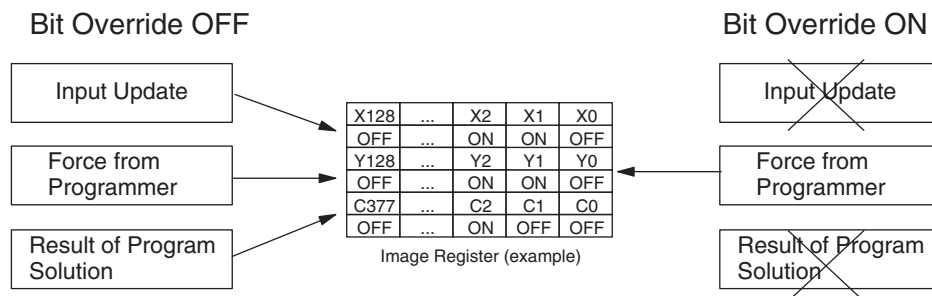 Bit Override OFF
Bit Override ON
Input Update
Force from
Programmer
Result of Program
Solution
X128 ... X2 X1 X0
OFF ... ON ON OFF
Y128 ... Y2 Y1 Y0
OFF ... ON ON OFF
C377 ... C2 C1 C0
OFF ... ON OFF OFF
Image Register (example)
Input Update
Force from
Programmer
Result of Program
Solution